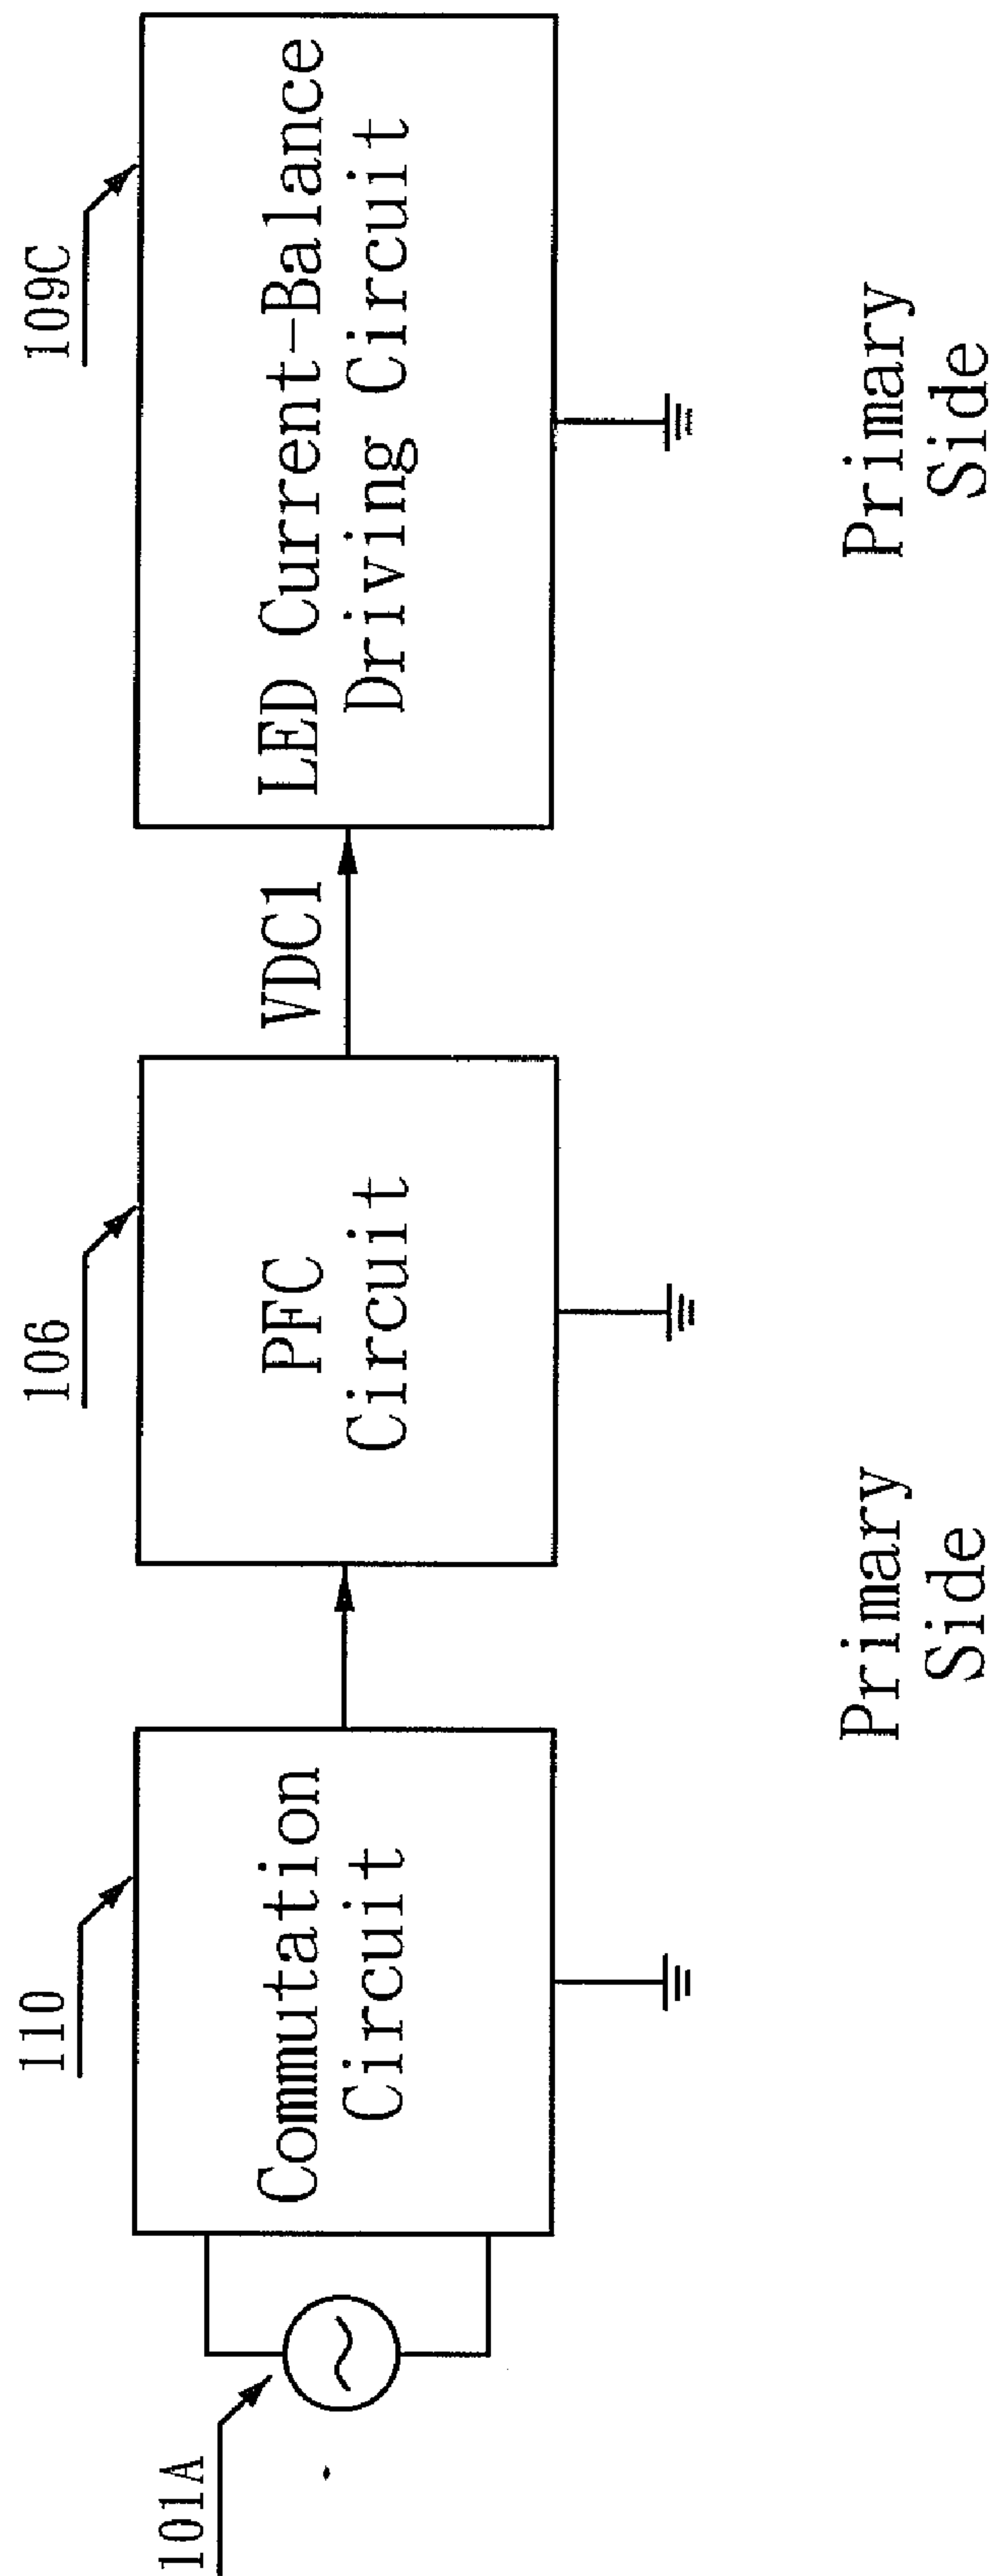 101A
110
Commutation
Circuit
106
PFC
Circuit
VDC1
109C
LED Current-Balance
Driving Circuit
Primary
Side
Primary
Side